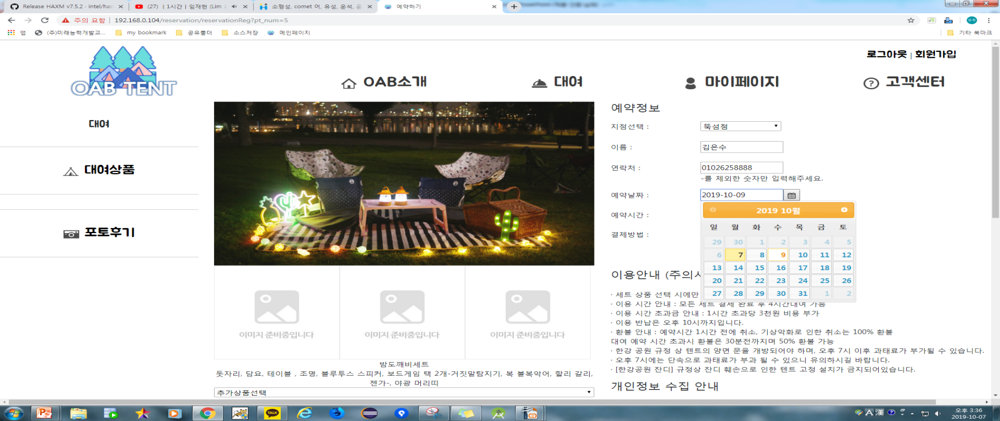 Release HAXM v7.5.2 · intel/hax
(27) ㅣ1시간ㅣ임재현 (Lim J
소행성, comet 어, 유성, 운석, 공
예약하기
주의 요함 | 192.168.0.104/reservation/reservationReg?pt_num=5
우주
앱
(주)미래능력개발교...
my bookmark
공유폴더
소스저장
메인페이지
기타 북마크
OAB TENT
로그아웃 | 회원가입
OAB소개
대여
마이페이지
고객센터
대여
대여상품
포토후기
예약정보
지점선택 :
뚝섬점
이름 :
김은수
연락처 :
01026258888
-를 제외한 숫자만 입력해주세요.
예약날짜 :
2019-10-09
예약시간 :
결제방법 :
2019 10월
일 월 화 수 목 금 토
29 30 1 2 3 4 5
6 7 8 9 10 11 12
13 14 15 16 17 18 19
20 21 22 23 24 25 26
27 28 29 30 31 1 2
이용안내 (주의사
· 세트 상품 선택 시에만
· 이용 시간 안내 : 모든 세트 결제 완료 후 4시간대여 가능
· 이용 시간 초과금 안내 : 1시간 초과당 3천원 비용 부가
· 이용 반납은 오후 10시까지입니다.
· 환불 안내 : 예약시간 1시간 전에 취소, 기상악화로 인한 취소는 100% 환불
대여 예약 시간 초과시 환불은 30분전까지며 50% 환불 가능
· 한강 공원 규정 상 텐트의 양면 문을 개방되어야 하며, 오후 7시 이후 과태료가 부가될 수 있습니다.
· 오후 7시에는 단속으로 과태료가 부과 될 수 있으니 유의하시길 바랍니다.
· [한강공원 잔디] 규정상 잔디 훼손으로 인한 텐트 고정 설치가 금지되어있습니다.
개인정보 수집 안내
이미지 준비중입니다
이미지 준비중입니다
이미지 준비중입니다
밤도깨비세트
돗자리, 담요, 테이블 , 조명, 블루투스 스피커, 보드게임 택 2개-거짓말탐지기, 복 불복악어, 할리 갈리,
젠가-, 야광 머리띠
추가상품선택
TALK
A 漢
오후 3:36
2019-10-07